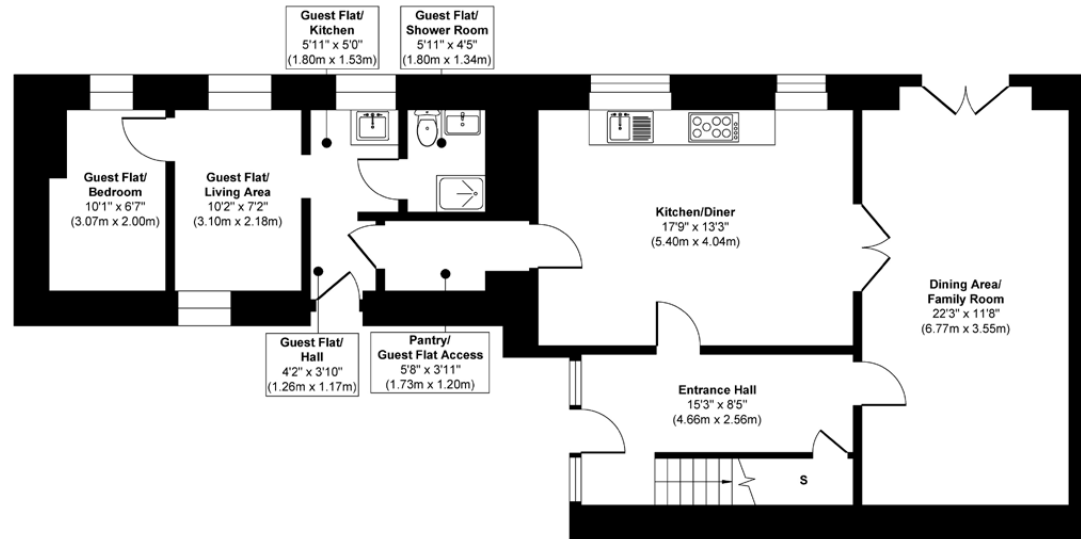 Guest Flat/
Kitchen
5'11" x 5'0"
(1.80m x 1.53m)
Guest Flat/
Shower Room
5'11" x 4'5"
(1.80m x 1.34m)
Guest Flat/
Bedroom
10'1" x 6'7"
(3.07m x 2.00m)
Guest Flat/
Living Area
10'2" x 7'2"
(3.10m x 2.18m)
Kitchen/Diner
17'9" x 13'3"
(5.40m x 4.04m)
Dining Area/
Family Room
22'3" x 11'8"
(6.77m x 3.55m)
Guest Flat/
Hall
4'2" x 3'10"
(1.26m x 1.17m)
Pantry/
Guest Flat Access
5'8" x 3'11"
(1.73m x 1.20m)
Entrance Hall
15'3" x 8'5"
(4.66m x 2.56m)
S